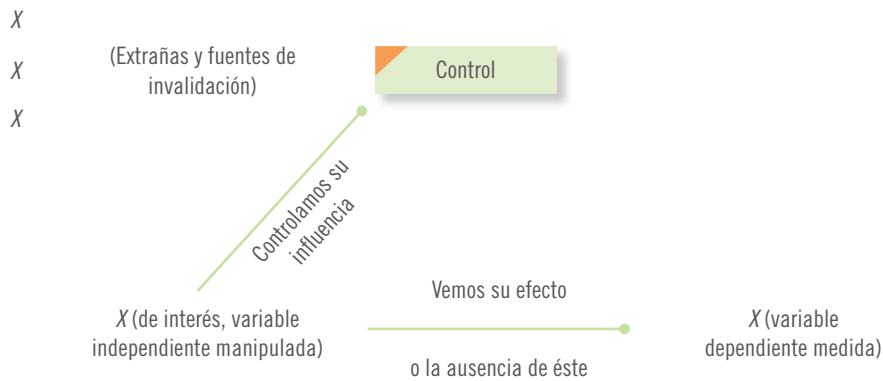 X
X
X
(Extrañas y fuentes de
invalidación)
Control
Controlamos su
influencia
X (de interés, variable
independiente manipulada)
Vemos su efecto
o la ausencia de éste
X (variable
dependiente medida)